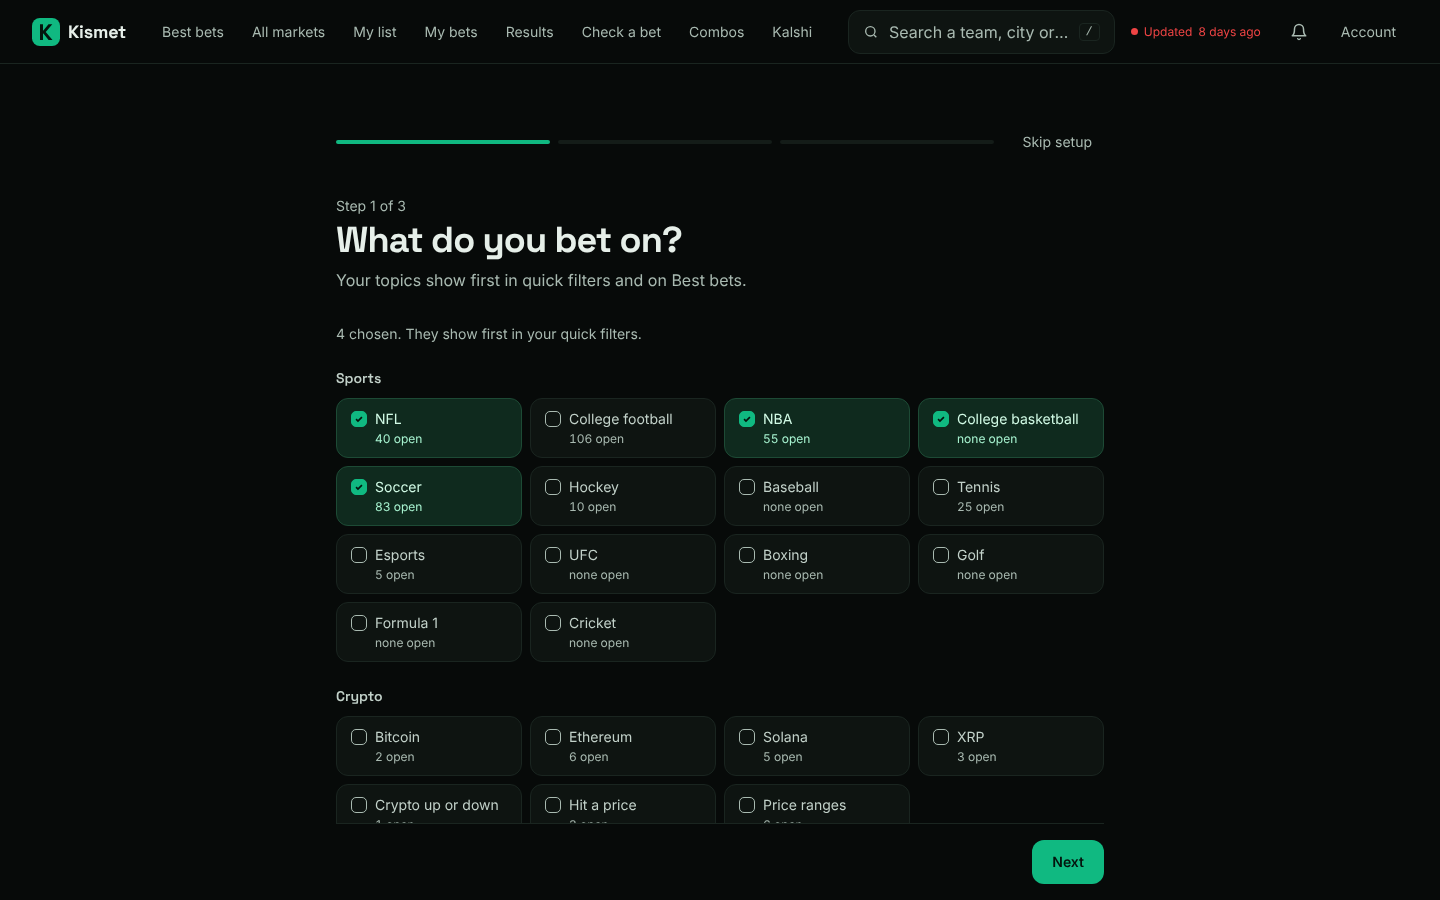 K Kismet
Best bets
All markets
My list
My bets
Results
Check a bet
Combos
Kalshi
Search a team, city or...
/
Updated 8 days ago
Account
Skip setup
Step 1 of 3
What do you bet on?
Your topics show first in quick filters and on Best bets.
4 chosen. They show first in your quick filters.
Sports
NFL
40 open
College football
106 open
NBA
55 open
College basketball
none open
Soccer
83 open
Hockey
10 open
Baseball
none open
Tennis
25 open
Esports
5 open
UFC
none open
Boxing
none open
Golf
none open
Formula 1
none open
Cricket
none open
Crypto
Bitcoin
2 open
Ethereum
6 open
Solana
5 open
XRP
3 open
Crypto up or down
Hit a price
Price ranges
Next